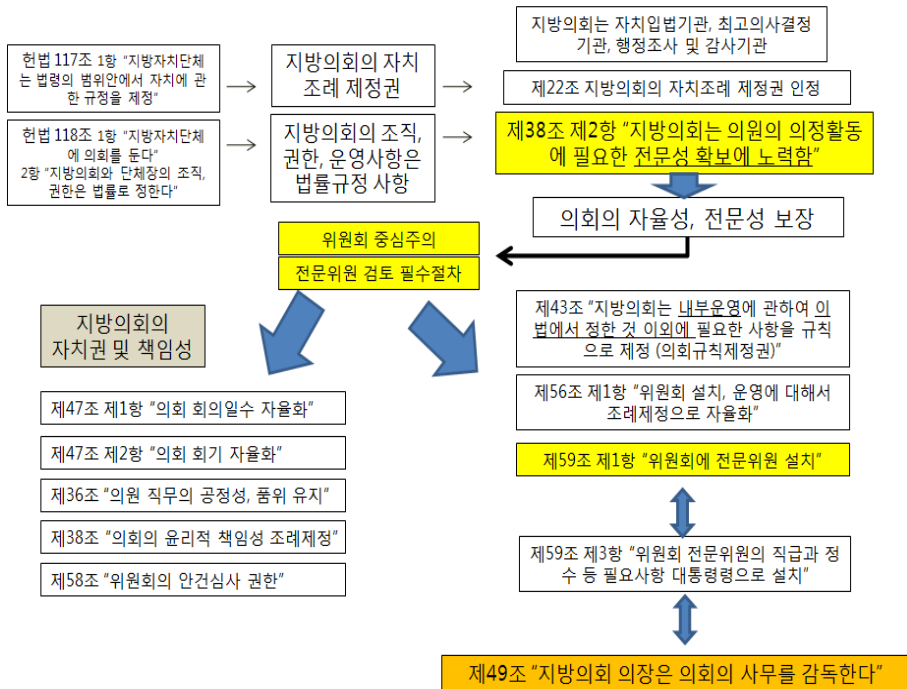 헌법 117조 1항 “지방자치단체
는 법령의 범위안에서 자치에 관
한 규정을 제정”
지방의회의 자치
조례 제정권
지방의회는 자치입법기관, 최고의사결정
기관, 행정조사 및 감사기관
제22조 지방의회의 자치조례 제정권 인정
헌법 118조 1항 “지방자치단체
에 의회를 둔다”
2항 “지방의회와 단체장의 조직,
권한은 법률로 정한다”
지방의회의 조직,
권한, 운영사항은
법률규정 사항
제38조 제2항 “지방의회는 의원의 의정활동
에 필요한 전문성 확보에 노력함”
의회의 자율성, 전문성 보장
위원회 중심주의
전문위원 검토 필수절차
지방의회의
자치권 및 책임성
제47조 제1항 “의회 회의일수 자율화”
제47조 제2항 “의회 회기 자율화”
제36조 “의원 직무의 공정성, 품위 유지”
제38조 “의회의 윤리적 책임성 조례제정”
제58조 “위원회의 안건심사 권한”
제43조 “지방의회는 내부운영에 관하여 이
법에서 정한 것 이외에 필요한 사항을 규칙
으로 제정 (의회규칙제정권)”
제56조 제1항 “위원회 설치, 운영에 대해서
조례제정으로 자율화”
제59조 제1항 “위원회에 전문위원 설치”
제59조 제3항 “위원회 전문위원의 직급과 정
수 등 필요사항 대통령령으로 설치”
제49조 “지방의회 의장은 의회의 사무를 감독한다”